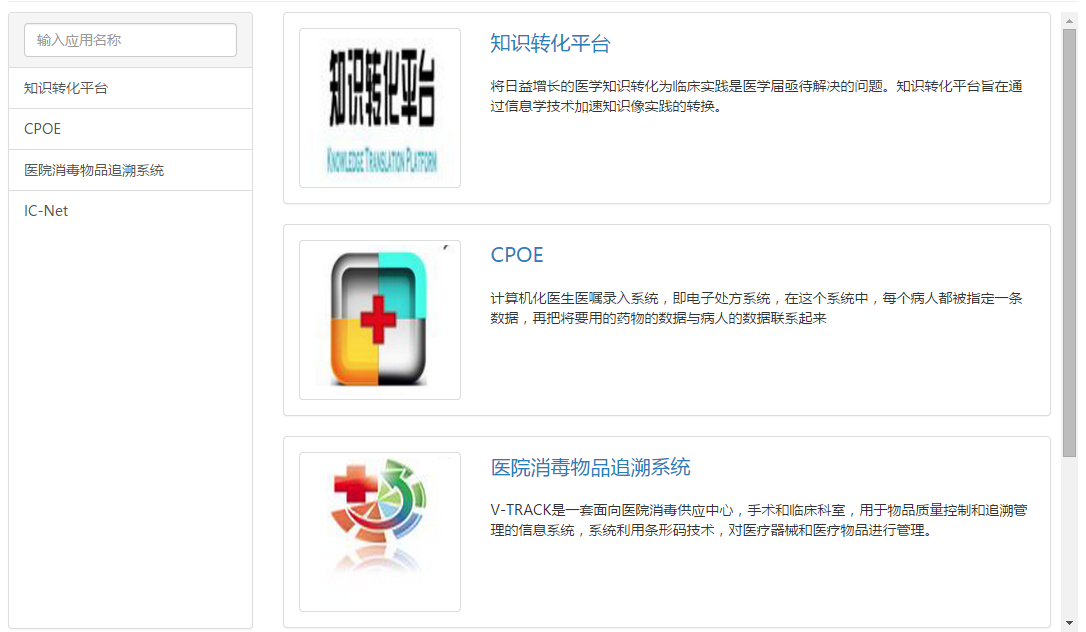 输入应用名称
知识转化平台
CPOE
医院消毒物品追溯系统
IC-Net
知识转化平台
KNOWLEDGE TRANSLATION PLATFORM
知识转化平台
将日益增长的医学知识转化为临床实践是医学届亟待解决的问题。知识转化平台旨在通
过信息学技术加速知识像实践的转换。
CPOE
计算机化医生医嘱录入系统，即电子处方系统，在这个系统中，每个病人都被指定一条
数据，再把将要用的药物的数据与病人的数据联系起来
医院消毒物品追溯系统
V-TRACK是一套面向医院消毒供应中心，手术和临床科室，用于物品质量控制和追溯管
理的信息系统，系统利用条形码技术，对医疗器械和医疗物品进行管理。